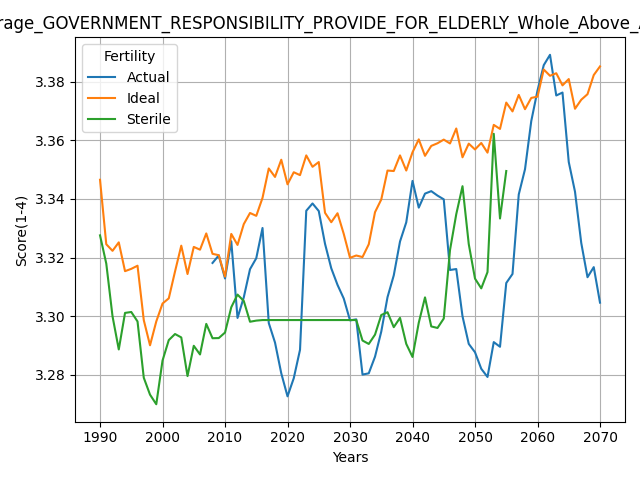 rage_GOVERNMENT_RESPONSIBILITY_PROVIDE_FOR_ELDERLY_Whole_Above_
Fertility
Actual
Ideal
Sterile
Score(1-4)
3.38
3.36
3.34
3.32
3.30
3.28
1990 2000 2010 2020 2030 2040 2050 2060 2070
Years